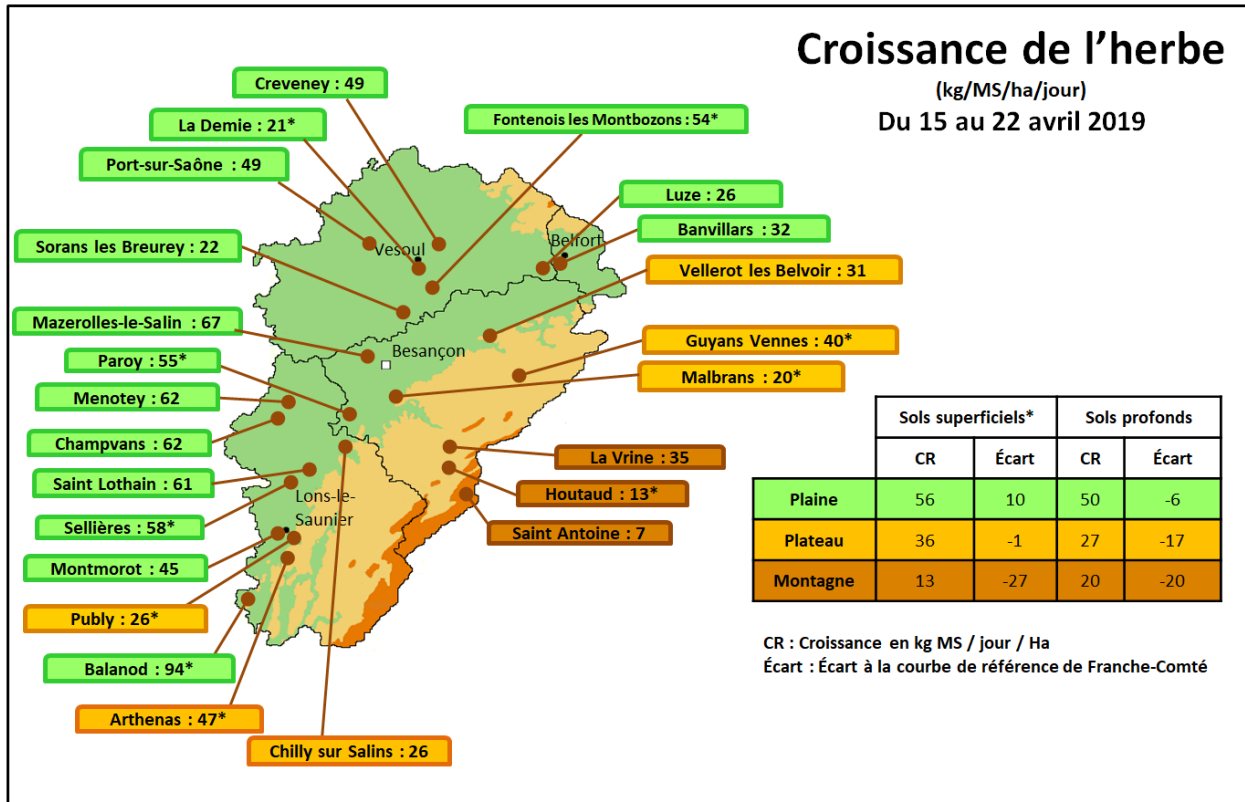 Croissance de l'herbe
(kg/MS/ha/jour)
Du 15 au 22 avril 2019
Creveney : 49
La Demie : 21*
Fontenois les Montbozons : 54*
Port-sur-Saône : 49
Luze : 26
Sorans les Breurey : 22
Banvillars : 32
Vesoul
Belfort
Vellerot les Belvoir : 31
Mazerolles-le-Salin : 67
Guyans Vennes : 40*
Besançon
Paroy : 55*
Malbrans : 20*
Menotey : 62
Champvans : 62
La Vrine : 35
Saint Lothain : 61
Houtaud : 13*
Lons-le-
Saunier
Sellières : 58*
Saint Antoine : 7
Montmorot : 45
Publy : 26*
Balanod : 94*
Arthenas : 47*
Chilly sur Salins : 26
Sols superficiels* Sols profonds
CR Écart CR Écart
Plaine 56 10 50 -6
Plateau 36 -1 27 -17
Montagne 13 -27 20 -20
CR : Croissance en kg MS / jour / Ha
Écart : Écart à la courbe de référence de Franche-Comté